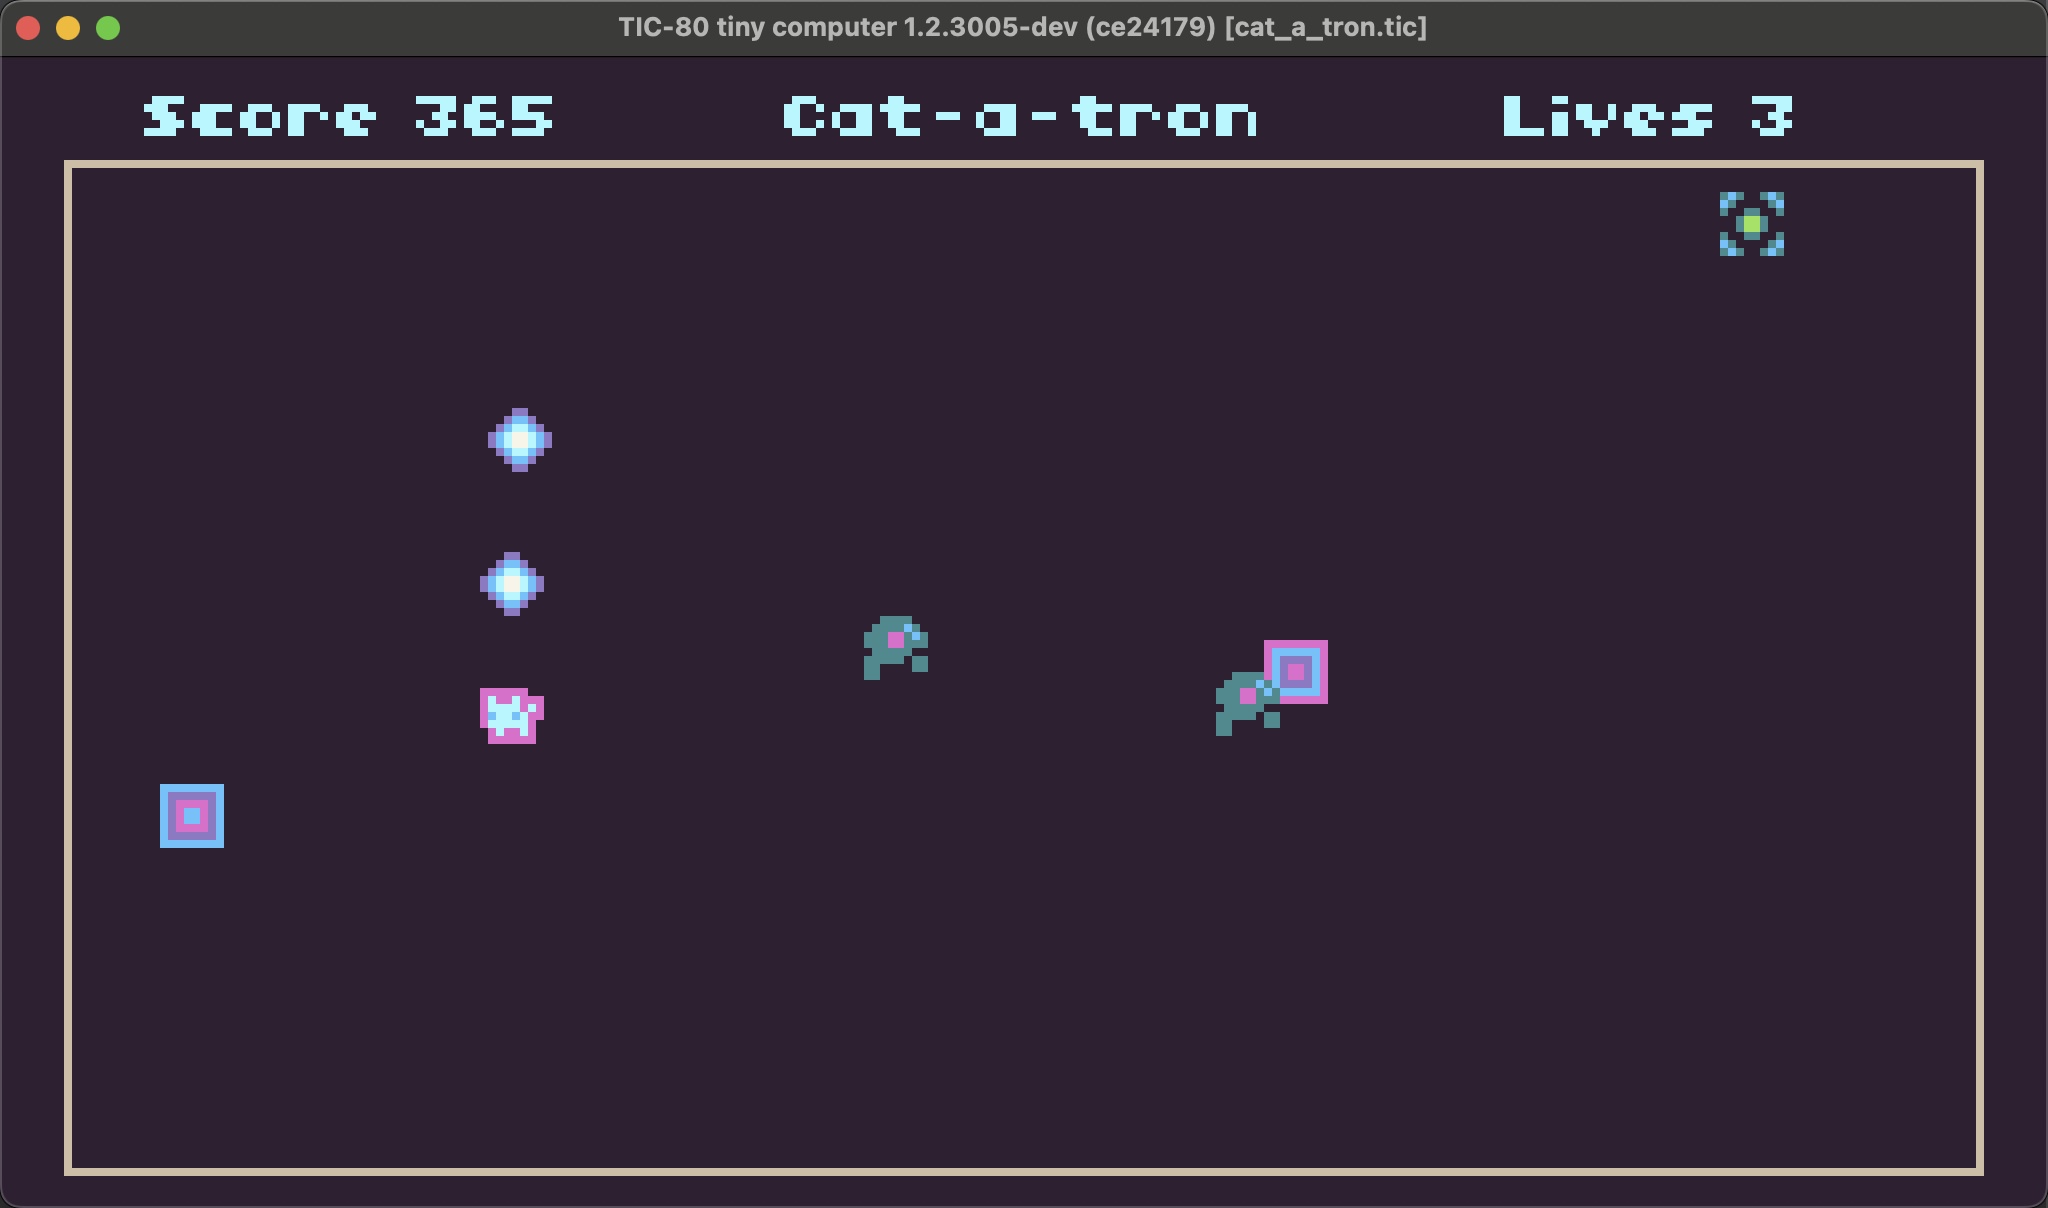 TIC-80 tiny computer 1.2.3005-dev (ce24179) [cat_a_tron.tic]
Score 365 Cat-a-tron Lives 3